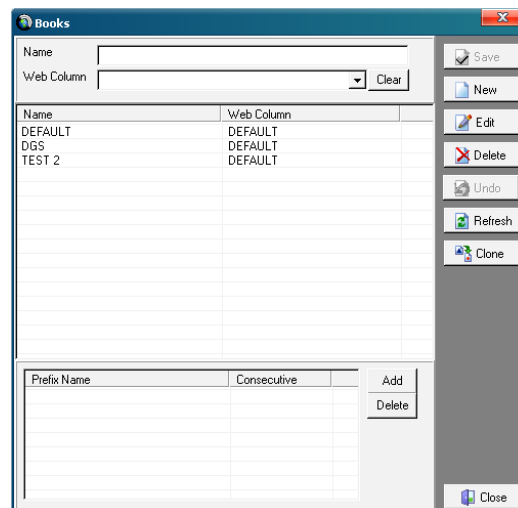 Books
Name
Web Column
Clear
Name Web Column
DEFAULT DEFAULT
DGS DEFAULT
TEST 2 DEFAULT
Prefix Name Consecutive
Add
Delete
Save
New
Edit
Delete
Undo
Refresh
Clone
Close